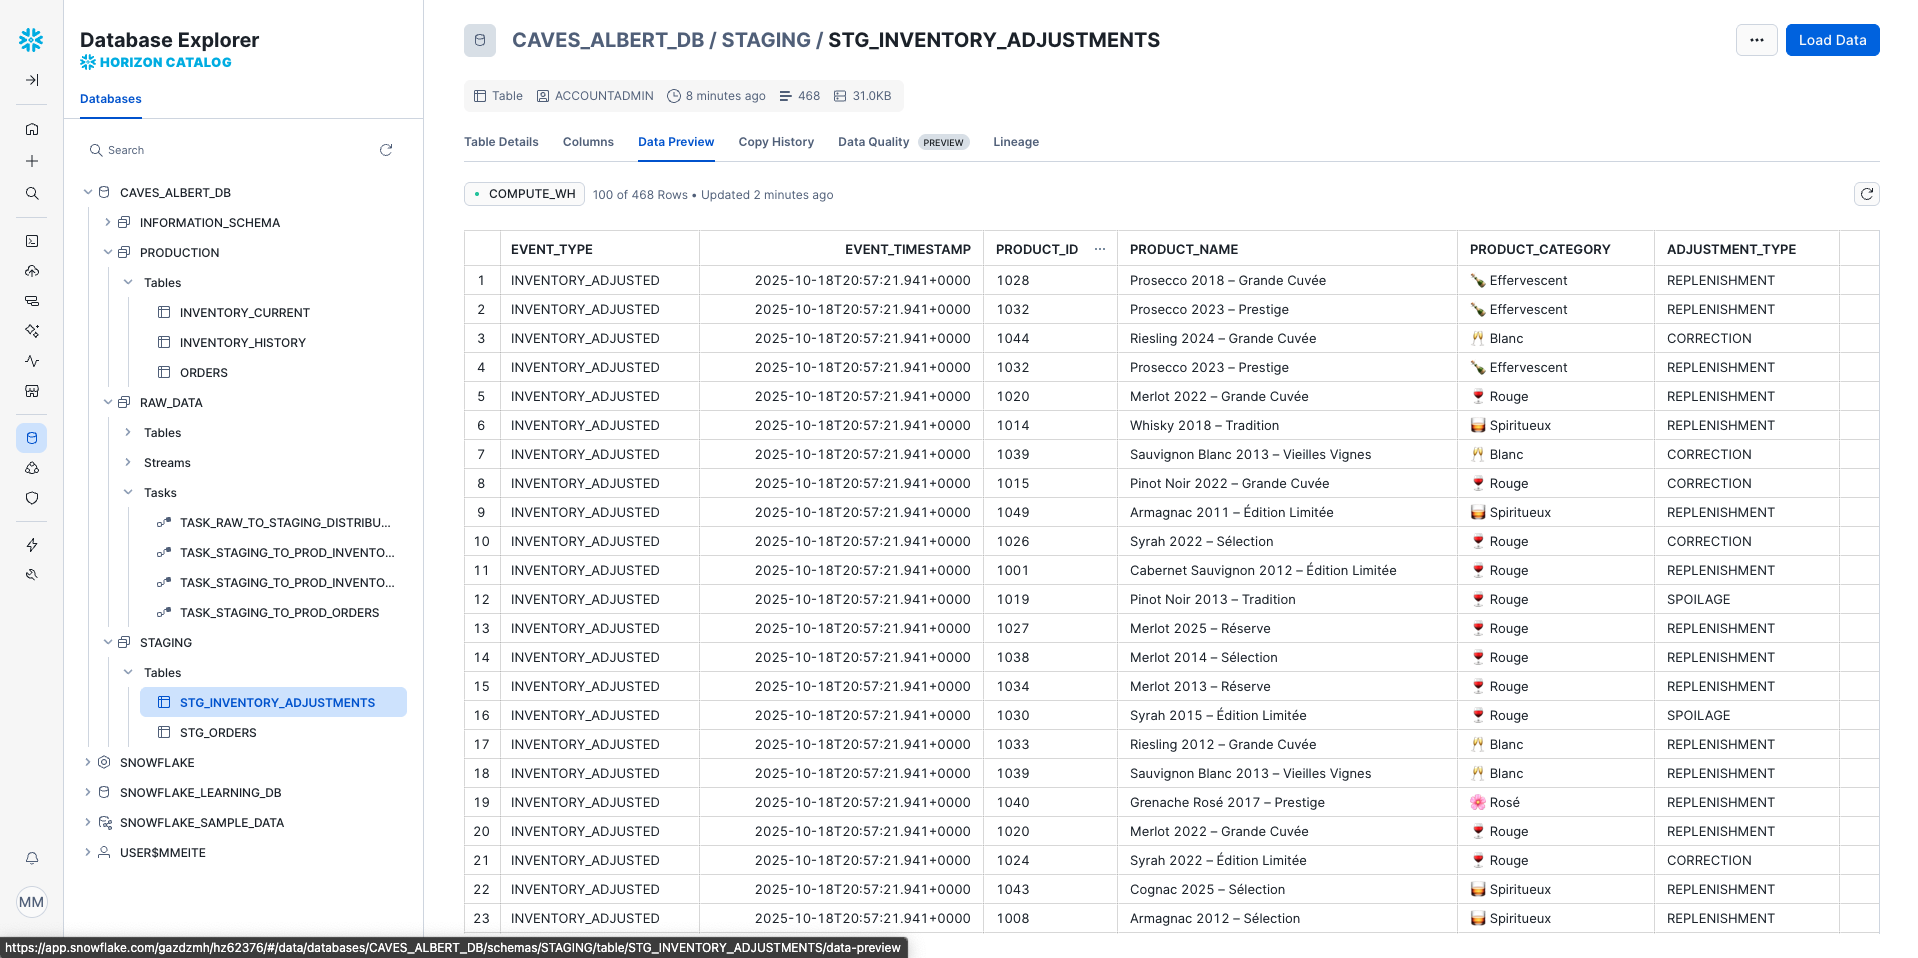 Database Explorer
HORIZON CATALOG
Databases
Search
CAVES_ALBERT_DB
INFORMATION_SCHEMA
PRODUCTION
Tables
INVENTORY_CURRENT
INVENTORY_HISTORY
ORDERS
RAW_DATA
Tables
Streams
Tasks
TASK_RAW_TO_STAGING_DISTRIBU...
TASK_STAGING_TO_PROD_INVENTO...
TASK_STAGING_TO_PROD_INVENTO...
TASK_STAGING_TO_PROD_ORDERS
STAGING
Tables
STG_INVENTORY_ADJUSTMENTS
STG_ORDERS
SNOWFLAKE
SNOWFLAKE_LEARNING_DB
SNOWFLAKE_SAMPLE_DATA
USER$MMEITE
MM
CAVES_ALBERT_DB / STAGING / STG_INVENTORY_ADJUSTMENTS
... Load Data
Table ACCOUNTADMIN 8 minutes ago 468 31.0KB
Table Details Columns Data Preview Copy History Data Quality PREVIEW Lineage
COMPUTE_WH 100 of 468 Rows • Updated 2 minutes ago
EVENT_TYPE EVENT_TIMESTAMP PRODUCT_ID ... PRODUCT_NAME PRODUCT_CATEGORY ADJUSTMENT_TYPE
1 INVENTORY_ADJUSTED 2025-10-18T20:57:21.941+0000 1028 Prosecco 2018 – Grande Cuvée 🍾 Effervescent REPLENISHMENT
2 INVENTORY_ADJUSTED 2025-10-18T20:57:21.941+0000 1032 Prosecco 2023 – Prestige 🍾 Effervescent REPLENISHMENT
3 INVENTORY_ADJUSTED 2025-10-18T20:57:21.941+0000 1044 Riesling 2024 – Grande Cuvée 🥂 Blanc CORRECTION
4 INVENTORY_ADJUSTED 2025-10-18T20:57:21.941+0000 1032 Prosecco 2023 – Prestige 🍾 Effervescent REPLENISHMENT
5 INVENTORY_ADJUSTED 2025-10-18T20:57:21.941+0000 1020 Merlot 2022 – Grande Cuvée 🍷 Rouge REPLENISHMENT
6 INVENTORY_ADJUSTED 2025-10-18T20:57:21.941+0000 1014 Whisky 2018 – Tradition 🥃 Spiritueux REPLENISHMENT
7 INVENTORY_ADJUSTED 2025-10-18T20:57:21.941+0000 1039 Sauvignon Blanc 2013 – Vieilles Vignes 🥂 Blanc CORRECTION
8 INVENTORY_ADJUSTED 2025-10-18T20:57:21.941+0000 1015 Pinot Noir 2022 – Grande Cuvée 🍷 Rouge CORRECTION
9 INVENTORY_ADJUSTED 2025-10-18T20:57:21.941+0000 1049 Armagnac 2011 – Édition Limitée 🥃 Spiritueux REPLENISHMENT
10 INVENTORY_ADJUSTED 2025-10-18T20:57:21.941+0000 1026 Syrah 2022 – Sélection 🍷 Rouge CORRECTION
11 INVENTORY_ADJUSTED 2025-10-18T20:57:21.941+0000 1001 Cabernet Sauvignon 2012 – Édition Limitée 🍷 Rouge REPLENISHMENT
12 INVENTORY_ADJUSTED 2025-10-18T20:57:21.941+0000 1019 Pinot Noir 2013 – Tradition 🍷 Rouge SPOILAGE
13 INVENTORY_ADJUSTED 2025-10-18T20:57:21.941+0000 1027 Merlot 2025 – Réserve 🍷 Rouge REPLENISHMENT
14 INVENTORY_ADJUSTED 2025-10-18T20:57:21.941+0000 1038 Merlot 2014 – Sélection 🍷 Rouge REPLENISHMENT
15 INVENTORY_ADJUSTED 2025-10-18T20:57:21.941+0000 1034 Merlot 2013 – Réserve 🍷 Rouge REPLENISHMENT
16 INVENTORY_ADJUSTED 2025-10-18T20:57:21.941+0000 1030 Syrah 2015 – Édition Limitée 🍷 Rouge SPOILAGE
17 INVENTORY_ADJUSTED 2025-10-18T20:57:21.941+0000 1033 Riesling 2012 – Grande Cuvée 🥂 Blanc REPLENISHMENT
18 INVENTORY_ADJUSTED 2025-10-18T20:57:21.941+0000 1039 Sauvignon Blanc 2013 – Vieilles Vignes 🥂 Blanc REPLENISHMENT
19 INVENTORY_ADJUSTED 2025-10-18T20:57:21.941+0000 1040 Grenache Rosé 2017 – Prestige 🌸 Rosé REPLENISHMENT
20 INVENTORY_ADJUSTED 2025-10-18T20:57:21.941+0000 1020 Merlot 2022 – Grande Cuvée 🍷 Rouge REPLENISHMENT
21 INVENTORY_ADJUSTED 2025-10-18T20:57:21.941+0000 1024 Syrah 2022 – Édition Limitée 🍷 Rouge CORRECTION
22 INVENTORY_ADJUSTED 2025-10-18T20:57:21.941+0000 1043 Cognac 2025 – Sélection 🥃 Spiritueux REPLENISHMENT
23 INVENTORY_ADJUSTED 2025-10-18T20:57:21.941+0000 1008 Armagnac 2012 – Sélection 🥃 Spiritueux REPLENISHMENT
https://app.snowflake.com/gazdzmh/hz62376/#/data/databases/CAVES_ALBERT_DB/schemas/STAGING/table/STG_INVENTORY_ADJUSTMENTS/data-preview